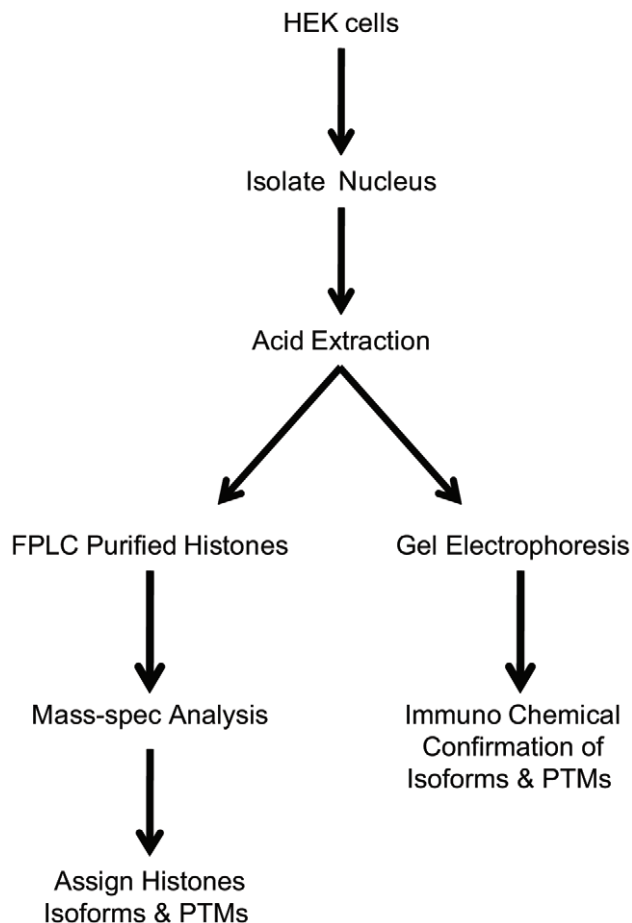 HEK cells
Isolate Nucleus
Acid Extraction
FPLC Purified Histones
Gel Electrophoresis
Mass-spec Analysis
Immuno Chemical
Confirmation of
Isoforms & PTMs
Assign Histones
Isoforms & PTMs